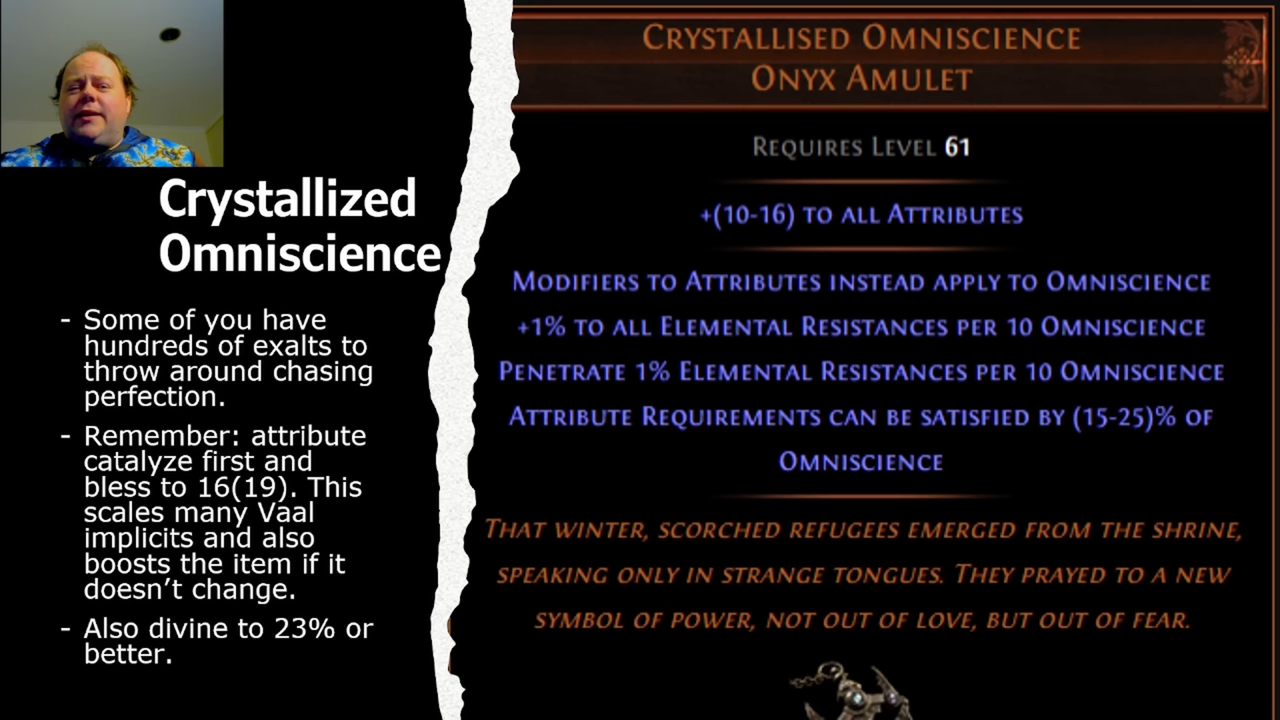 Crystallized
Omniscience
- Some of you have
hundreds of exalts to
throw around chasing
perfection.
- Remember: attribute
catalyze first and
bless to 16(19). This
scales many Vaal
implicits and also
boosts the item if it
doesn't change.
- Also divine to 23% or
better.
Crystallised Omniscience
Onyx Amulet
Requires Level 61
+(10-16) to all Attributes
Modifiers to Attributes instead apply to Omniscience
+1% to all Elemental Resistances per 10 Omniscience
Penetrate 1% Elemental Resistances per 10 Omniscience
Attribute Requirements can be satisfied by (15-25)% of
Omniscience
That winter, scorched refugees emerged from the shrine,
speaking only in strange tongues. They prayed to a new
symbol of power, not out of love, but out of fear.